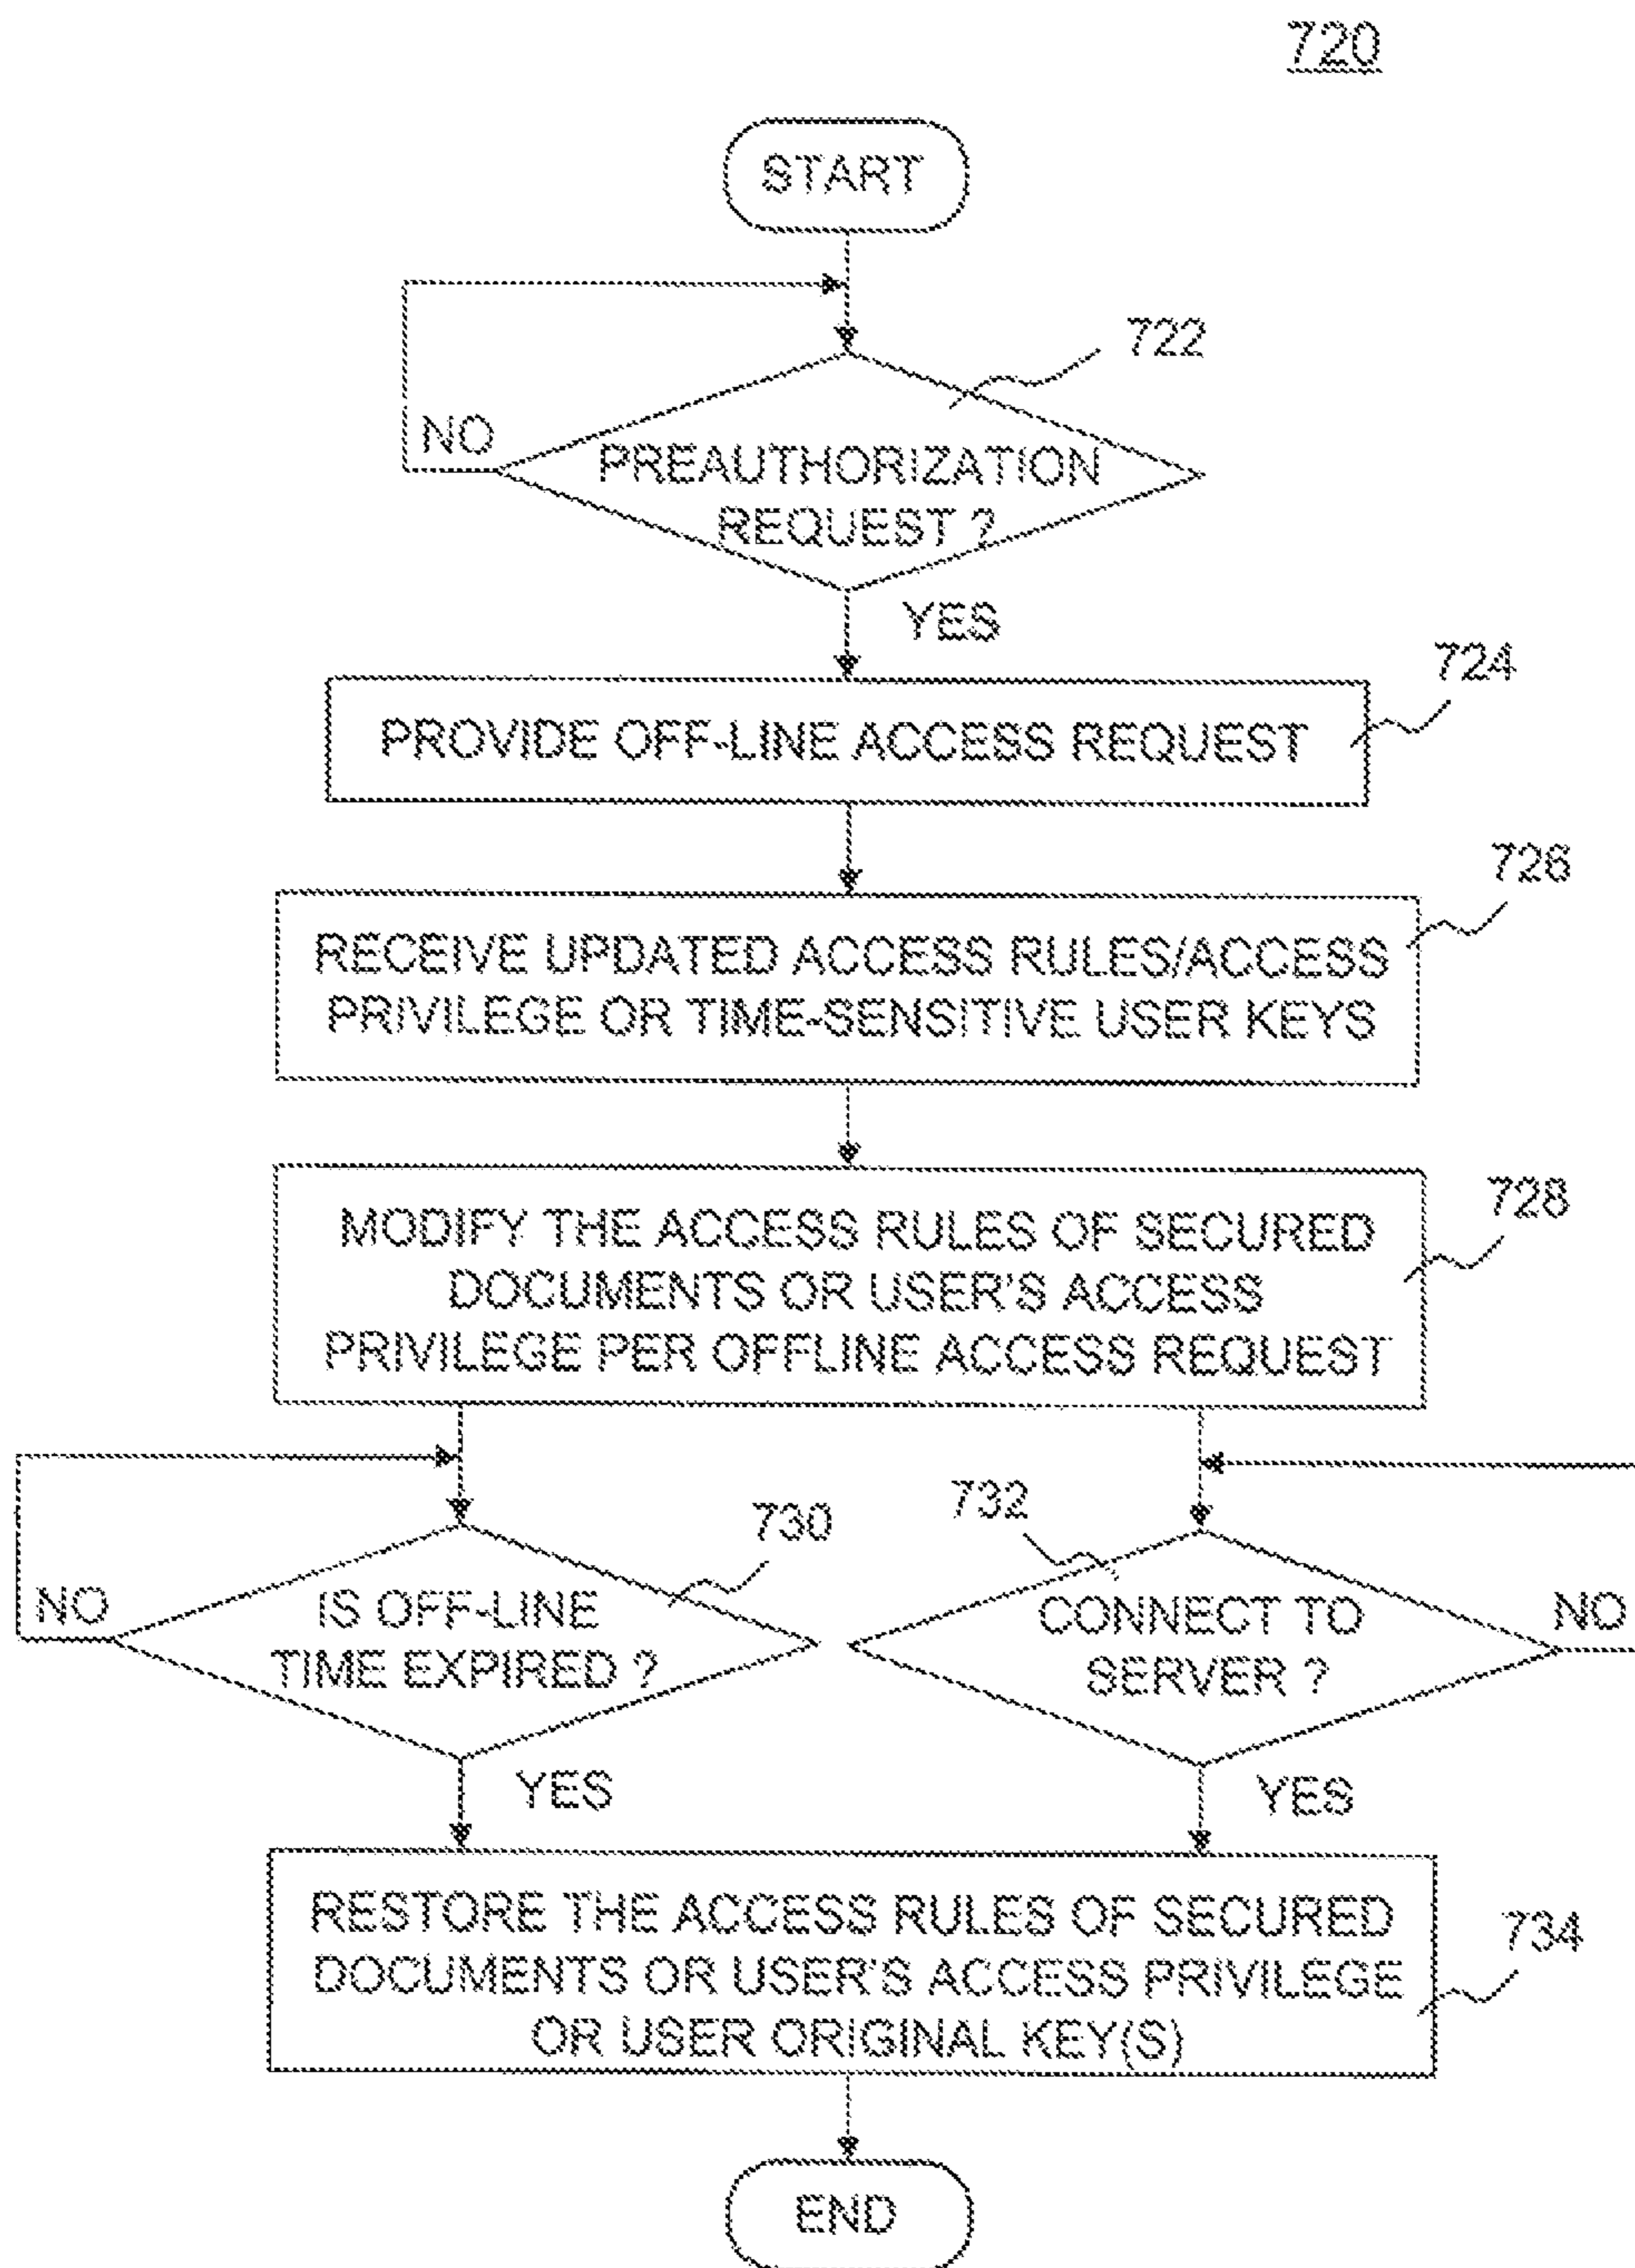 720
START
722
NO
PREAUTHORIZATION
REQUEST ?
YES
724
PROVIDE OFF-LINE ACCESS REQUEST
726
RECEIVE UPDATED ACCESS RULES/ACCESS
PRIVILEGE OR TIME-SENSITIVE USER KEYS
728
MODIFY THE ACCESS RULES OF SECURED
DOCUMENTS OR USER'S ACCESS
PRIVILEGE PER OFFLINE ACCESS REQUEST
730
732
NO
IS OFF-LINE
TIME EXPIRED ?
CONNECT TO
SERVER ?
NO
YES
YES
RESTORE THE ACCESS RULES OF SECURED
DOCUMENTS OR USER'S ACCESS PRIVILEGE
OR USER ORIGINAL KEY(S)
734
END